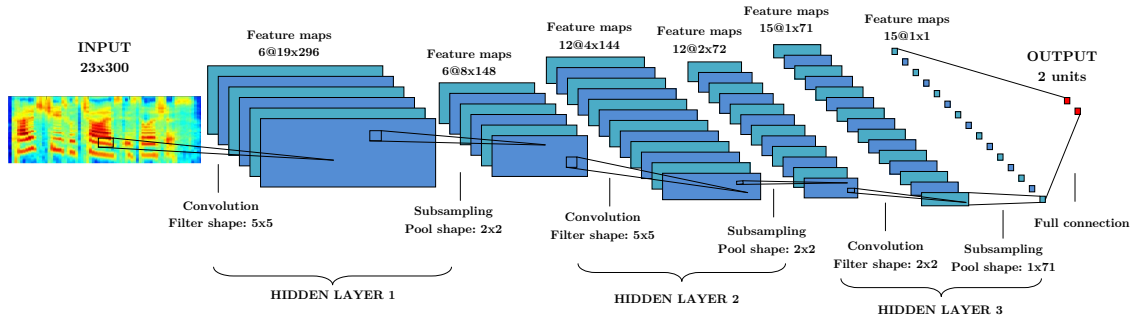 INPUT
23x300
Feature maps
6@19x296
Feature maps
6@8x148
Feature maps
12@4x144
Feature maps
12@2x72
Feature maps
15@1x71
Feature maps
15@1x1
OUTPUT
2 units
Convolution
Filter shape: 5x5
Subsampling
Pool shape: 2x2
Convolution
Filter shape: 5x5
Subsampling
Pool shape: 2x2
Convolution
Filter shape: 2x2
Subsampling
Pool shape: 1x71
Full connection
HIDDEN LAYER 1
HIDDEN LAYER 2
HIDDEN LAYER 3